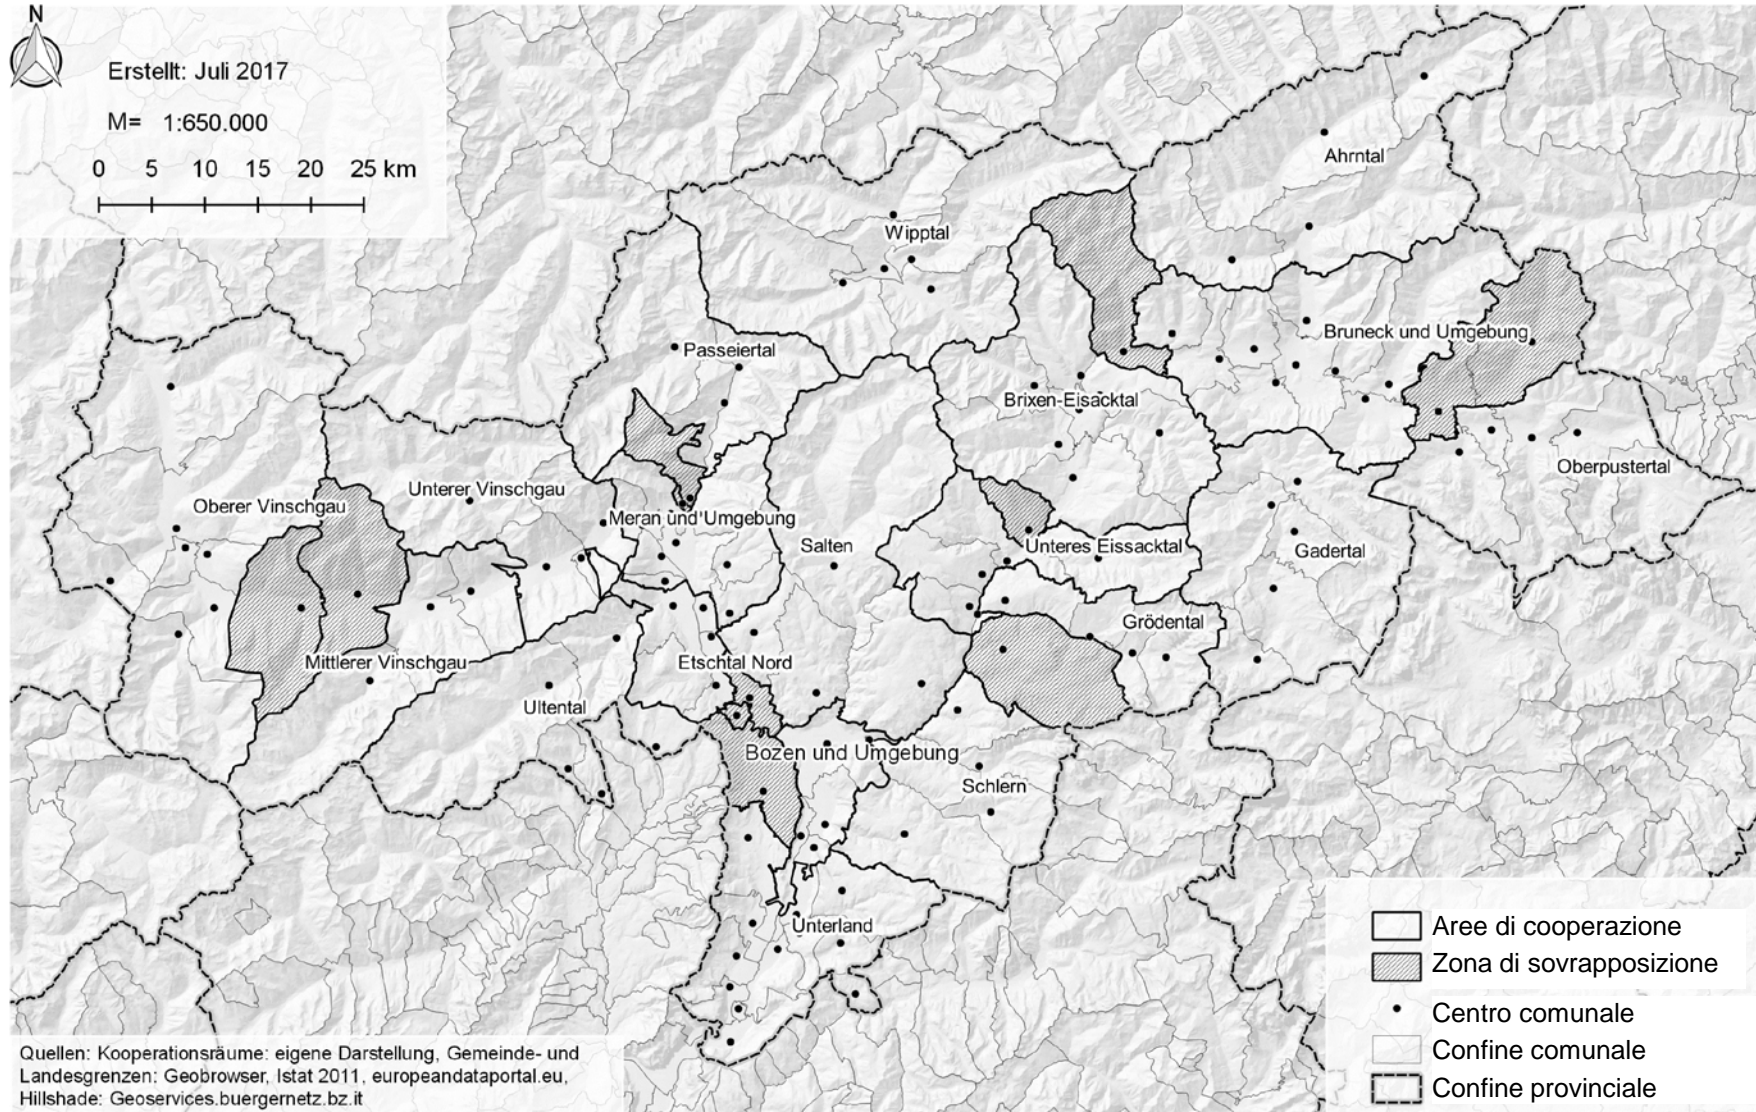 N
Erstellt: Juli 2017
M= 1:650.000
0 5 10 15 20 25 km
Ahrntal
Wipptal
Bruneck und Umgebung
Passeiertal
Brixen-Eisacktal
Oberpustertal
Unterer Vinschgau
Oberer Vinschgau
Meran und Umgebung
Salten
Unteres Eissacktal
Gadertal
Grödental
Mittlerer Vinschgau
Etschtal Nord
Ultental
Bozen und Umgebung
Schlern
Unterland
Aree di cooperazione
Zona di sovrapposizione
Centro comunale
Confine comunale
Confine provinciale
Quellen: Kooperationsräume: eigene Darstellung, Gemeinde- und
Landesgrenzen: Geobrowser, Istat 2011, europeandataportal.eu,
Hillshade: Geoservices.buergernetz.bz.it